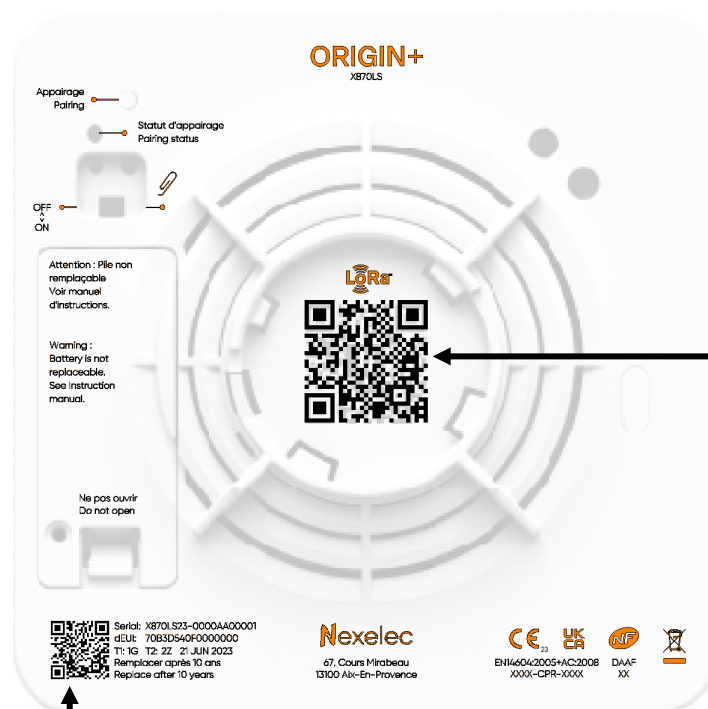 ORIGIN+
X870LS
Appairage
Pairing
Statut d'appairage
Pairing status
OFF
<-->
ON
Attention : Pile non
remplaçable
Voir manuel
d'instructions.
Warning :
Battery is not
replaceable.
See Instruction
manual.
Ne pas ouvrir
Do not open
LoRa™
Serial: X870LS23-0000AA00001
dEUI: 70B3D540F0000000
T1: 1G T2: 2Z 21 JUN 2023
Remplacer après 10 ans
Replace after 10 years
Nexelec
67, Cours Mirabeau
13100 Aix-En-Provence
CE
23
UK
CA
NF
EN14604:2005+AC:2008
XXXX-CPR-XXXX
DAAF
XX